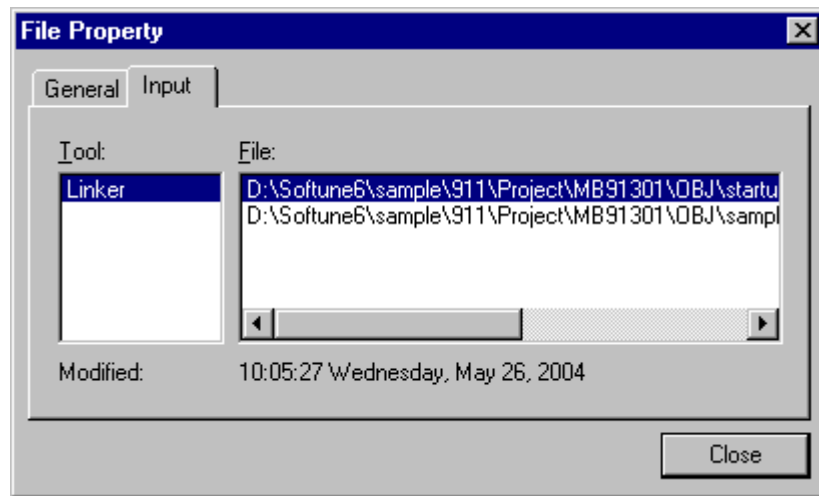 File Property
General Input
Tool: File:
Linker
D:\Softune6\sample\911\Project\MB91301\OBJ\startu
D:\Softune6\sample\911\Project\MB91301\OBJ\sampl
Modified: 10:05:27 Wednesday, May 26, 2004
Close